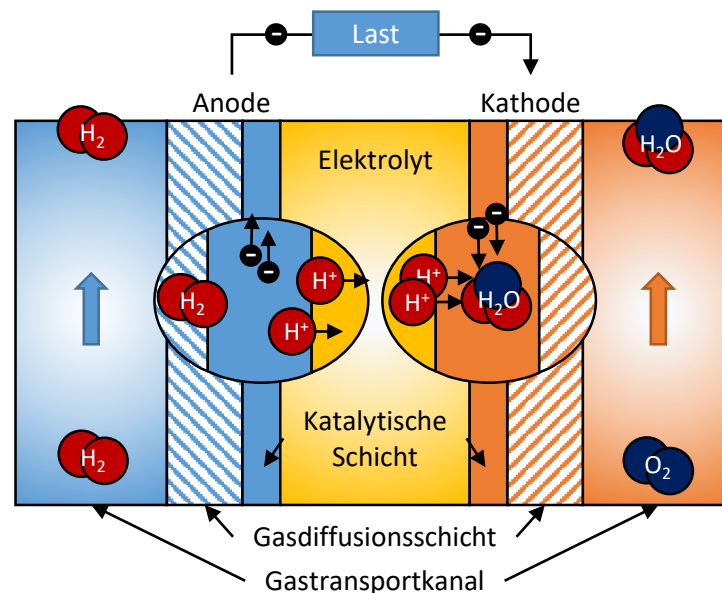 Last
Anode
Kathode
H₂
H₂O
Elektrolyt
H⁺
H⁺
H₂
H₂O
H⁺
H⁺
Katalytische
Schicht
H₂
O₂
Gasdiffusionsschicht
Gastransportkanal